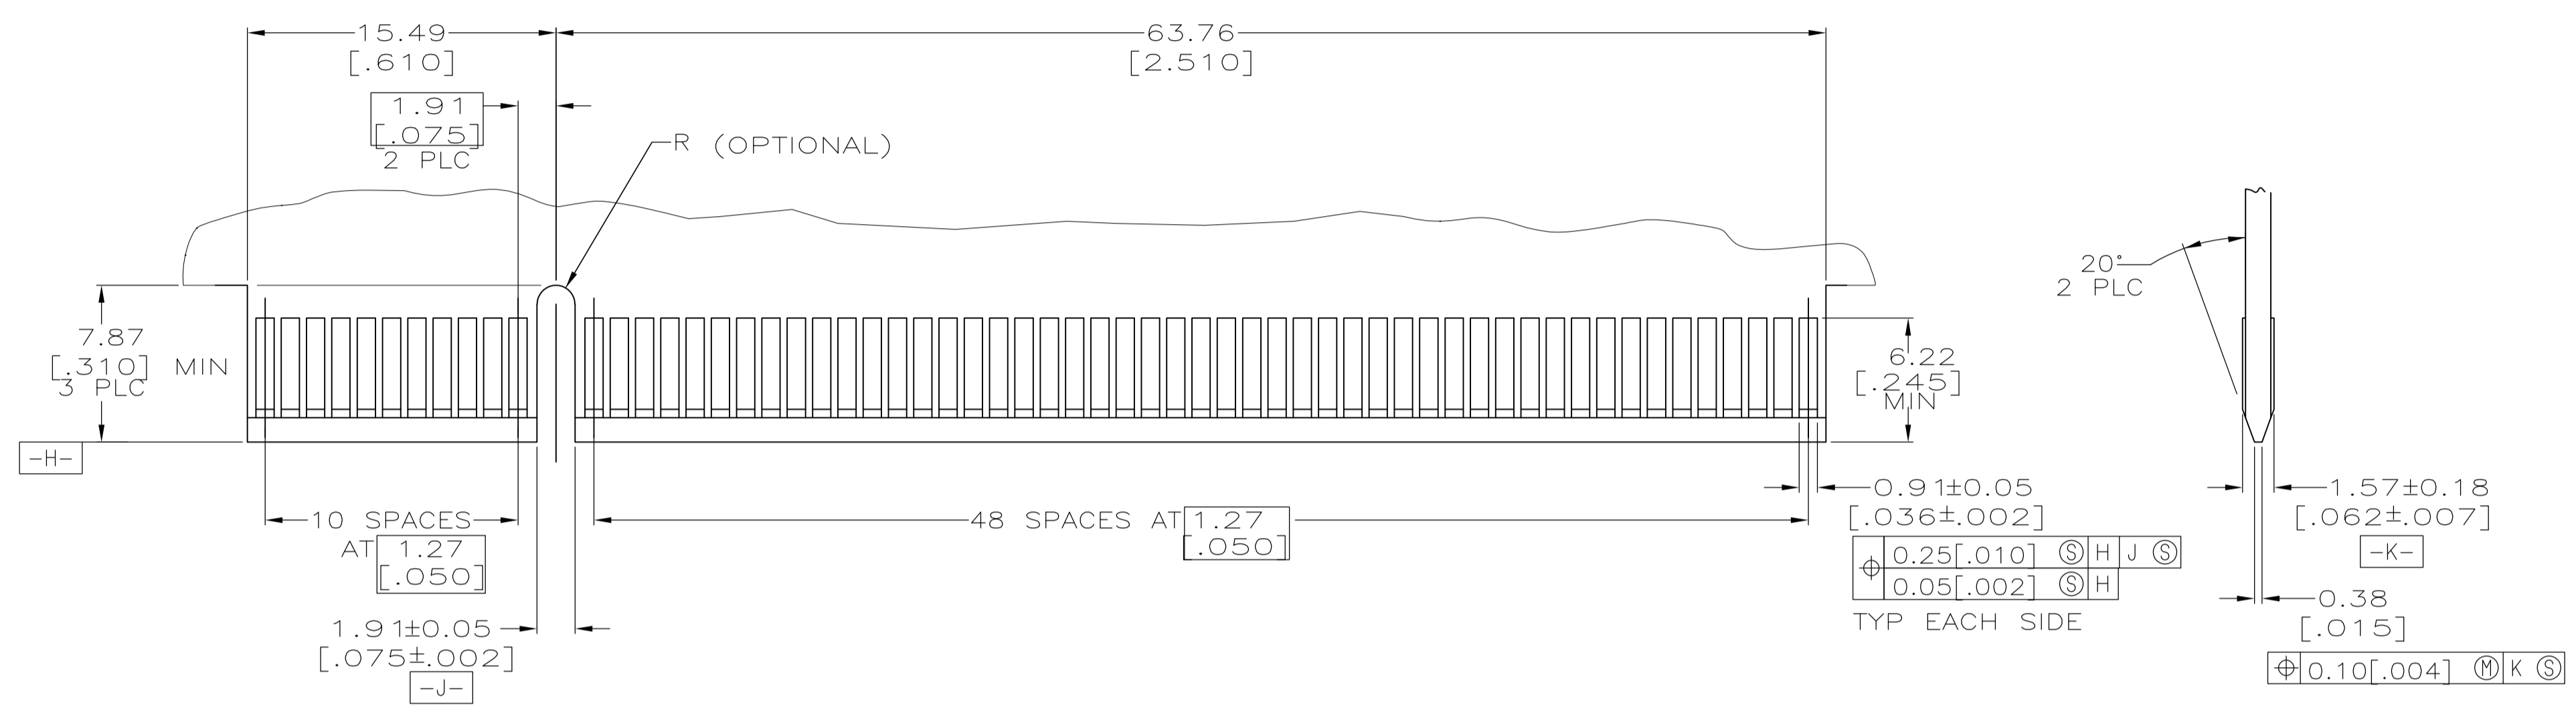 15.49
[.610]
63.76
[2.510]
1.91
[.075]
2 PLC
R (OPTIONAL)
20°
2 PLC
7.87
[.310] MIN
3 PLC
6.22
[.245]
MIN
-H-
10 SPACES
AT 1.27
[.050]
48 SPACES AT 1.27
[.050]
0.91±0.05
[.036±.002]
⌖ 0.25[.010] Ⓢ H J Ⓢ
0.05[.002] Ⓢ H
TYP EACH SIDE
1.57±0.18
[.062±.007]
-K-
0.38
[.015]
⌖ 0.10[.004] Ⓜ K Ⓢ
1.91±0.05
[.075±.002]
-J-